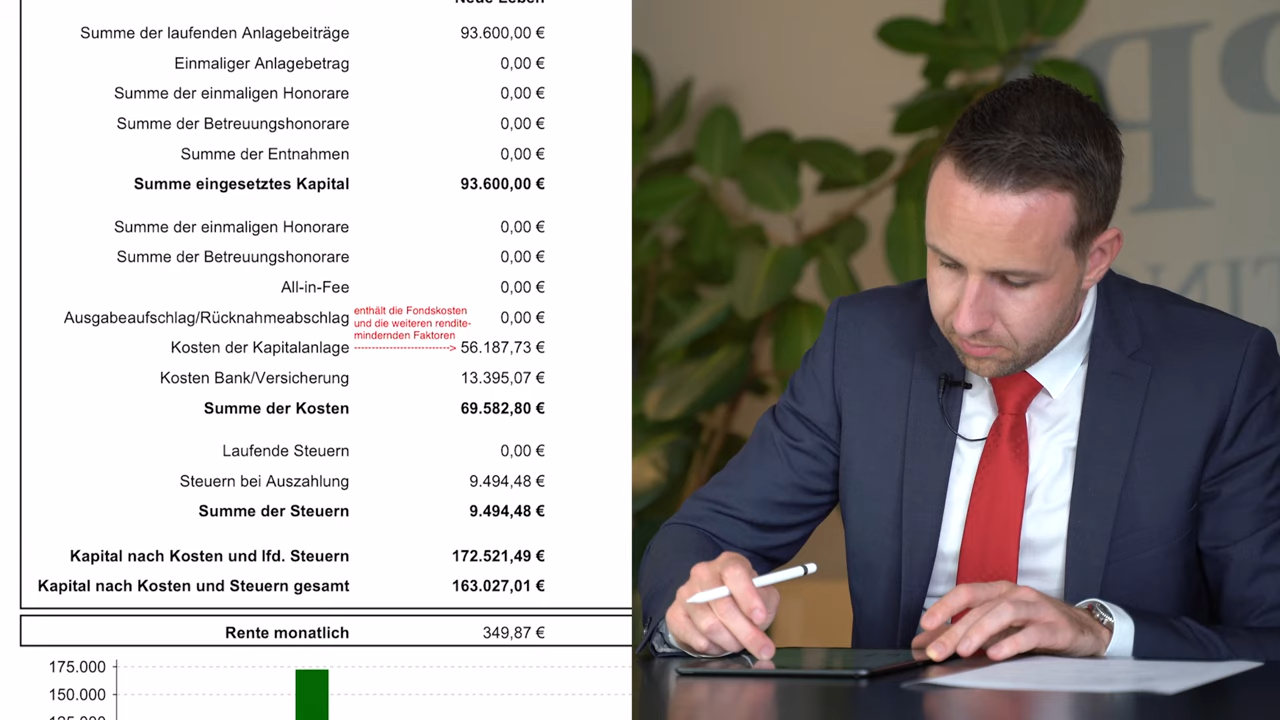 Neue Leben
Summe der laufenden Anlagebeiträge 93.600,00 €
Einmaliger Anlagebetrag 0,00 €
Summe der einmaligen Honorare 0,00 €
Summe der Betreuungshonorare 0,00 €
Summe der Entnahmen 0,00 €
Summe eingesetztes Kapital 93.600,00 €
Summe der einmaligen Honorare 0,00 €
Summe der Betreuungshonorare 0,00 €
All-in-Fee 0,00 €
enthält die Fondskosten
und die weiteren rendite-
mindernden Faktoren
Ausgabeaufschlag/Rücknahmeabschlag 0,00 €
Kosten der Kapitalanlage -----------------------------> 56.187,73 €
Kosten Bank/Versicherung 13.395,07 €
Summe der Kosten 69.582,80 €
Laufende Steuern 0,00 €
Steuern bei Auszahlung 9.494,48 €
Summe der Steuern 9.494,48 €
Kapital nach Kosten und lfd. Steuern 172.521,49 €
Kapital nach Kosten und Steuern gesamt 163.027,01 €
Rente monatlich 349,87 €
175.000
150.000